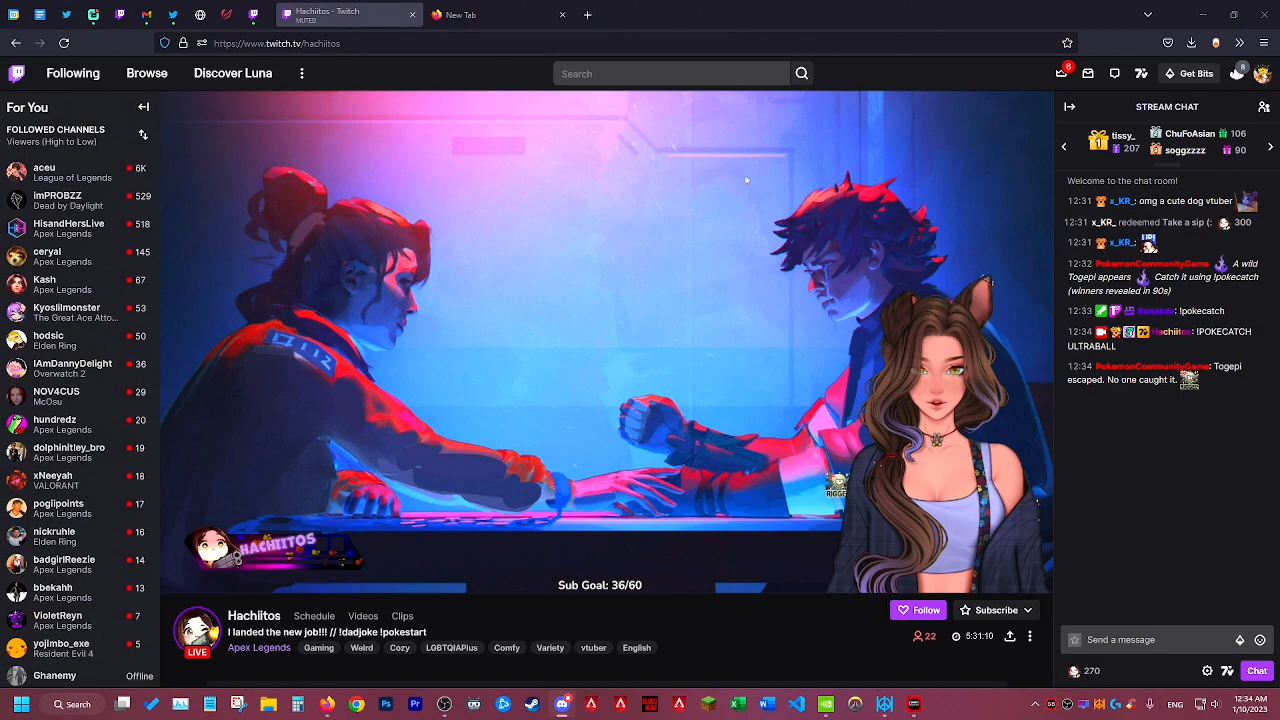 Hachiitos - Twitch
MUTED
New Tab
https://www.twitch.tv/hachiitos
Following
Browse
Discover Luna
Search
6
Get Bits
8
For You
FOLLOWED CHANNELS
Viewers (High to Low)
aceu
League of Legends
6K
imPROBZZ
Dead by Daylight
529
HisandHersLive
Apex Legends
518
ceryal
Apex Legends
145
Kash
Apex Legends
67
Kyoslilmonster
The Great Ace Atto...
53
hodsic
Elden Ring
50
IAmDannyDelight
Overwatch 2
36
NOV4CUS
McOsu
29
hundredz
Apex Legends
20
dolphinitley_bro
Apex Legends
19
xNeeyah
VALORANT
18
pogiipoints
Apex Legends
17
nickruhle
Elden Ring
16
badgirlreezie
Apex Legends
14
bbekahh
Apex Legends
13
VioletReyn
Apex Legends
7
yojimbo_exe
Resident Evil 4
5
Ghanemy
Offline
HACHIITOS
Sub Goal: 36/60
Hachiitos
Schedule
Videos
Clips
I landed the new job!!! // !dadjoke !pokestart
Apex Legends
Gaming
Weird
Cozy
LGBTQIAPlus
Comfy
Variety
vtuber
English
LIVE
Follow
Subscribe
22
5:31:10
STREAM CHAT
1
tissy_
207
ChuFoAsian
106
soggzzzz
90
Welcome to the chat room!
12:31 x_KR_: omg a cute dog vtuber
12:31 x_KR_ redeemed Take a sip (: 300
12:31 x_KR_:
12:32 PokemonCommunityGame: A wild
Togepi appears Catch it using !pokecatch
(winners revealed in 90s)
12:33 Ronakdo: !pokecatch
12:34 Hachiitos: !POKECATCH
ULTRABALL
12:34 PokemonCommunityGame: Togepi
escaped. No one caught it.
Send a message
270
Chat
Search
12:34 AM
7/10/2023